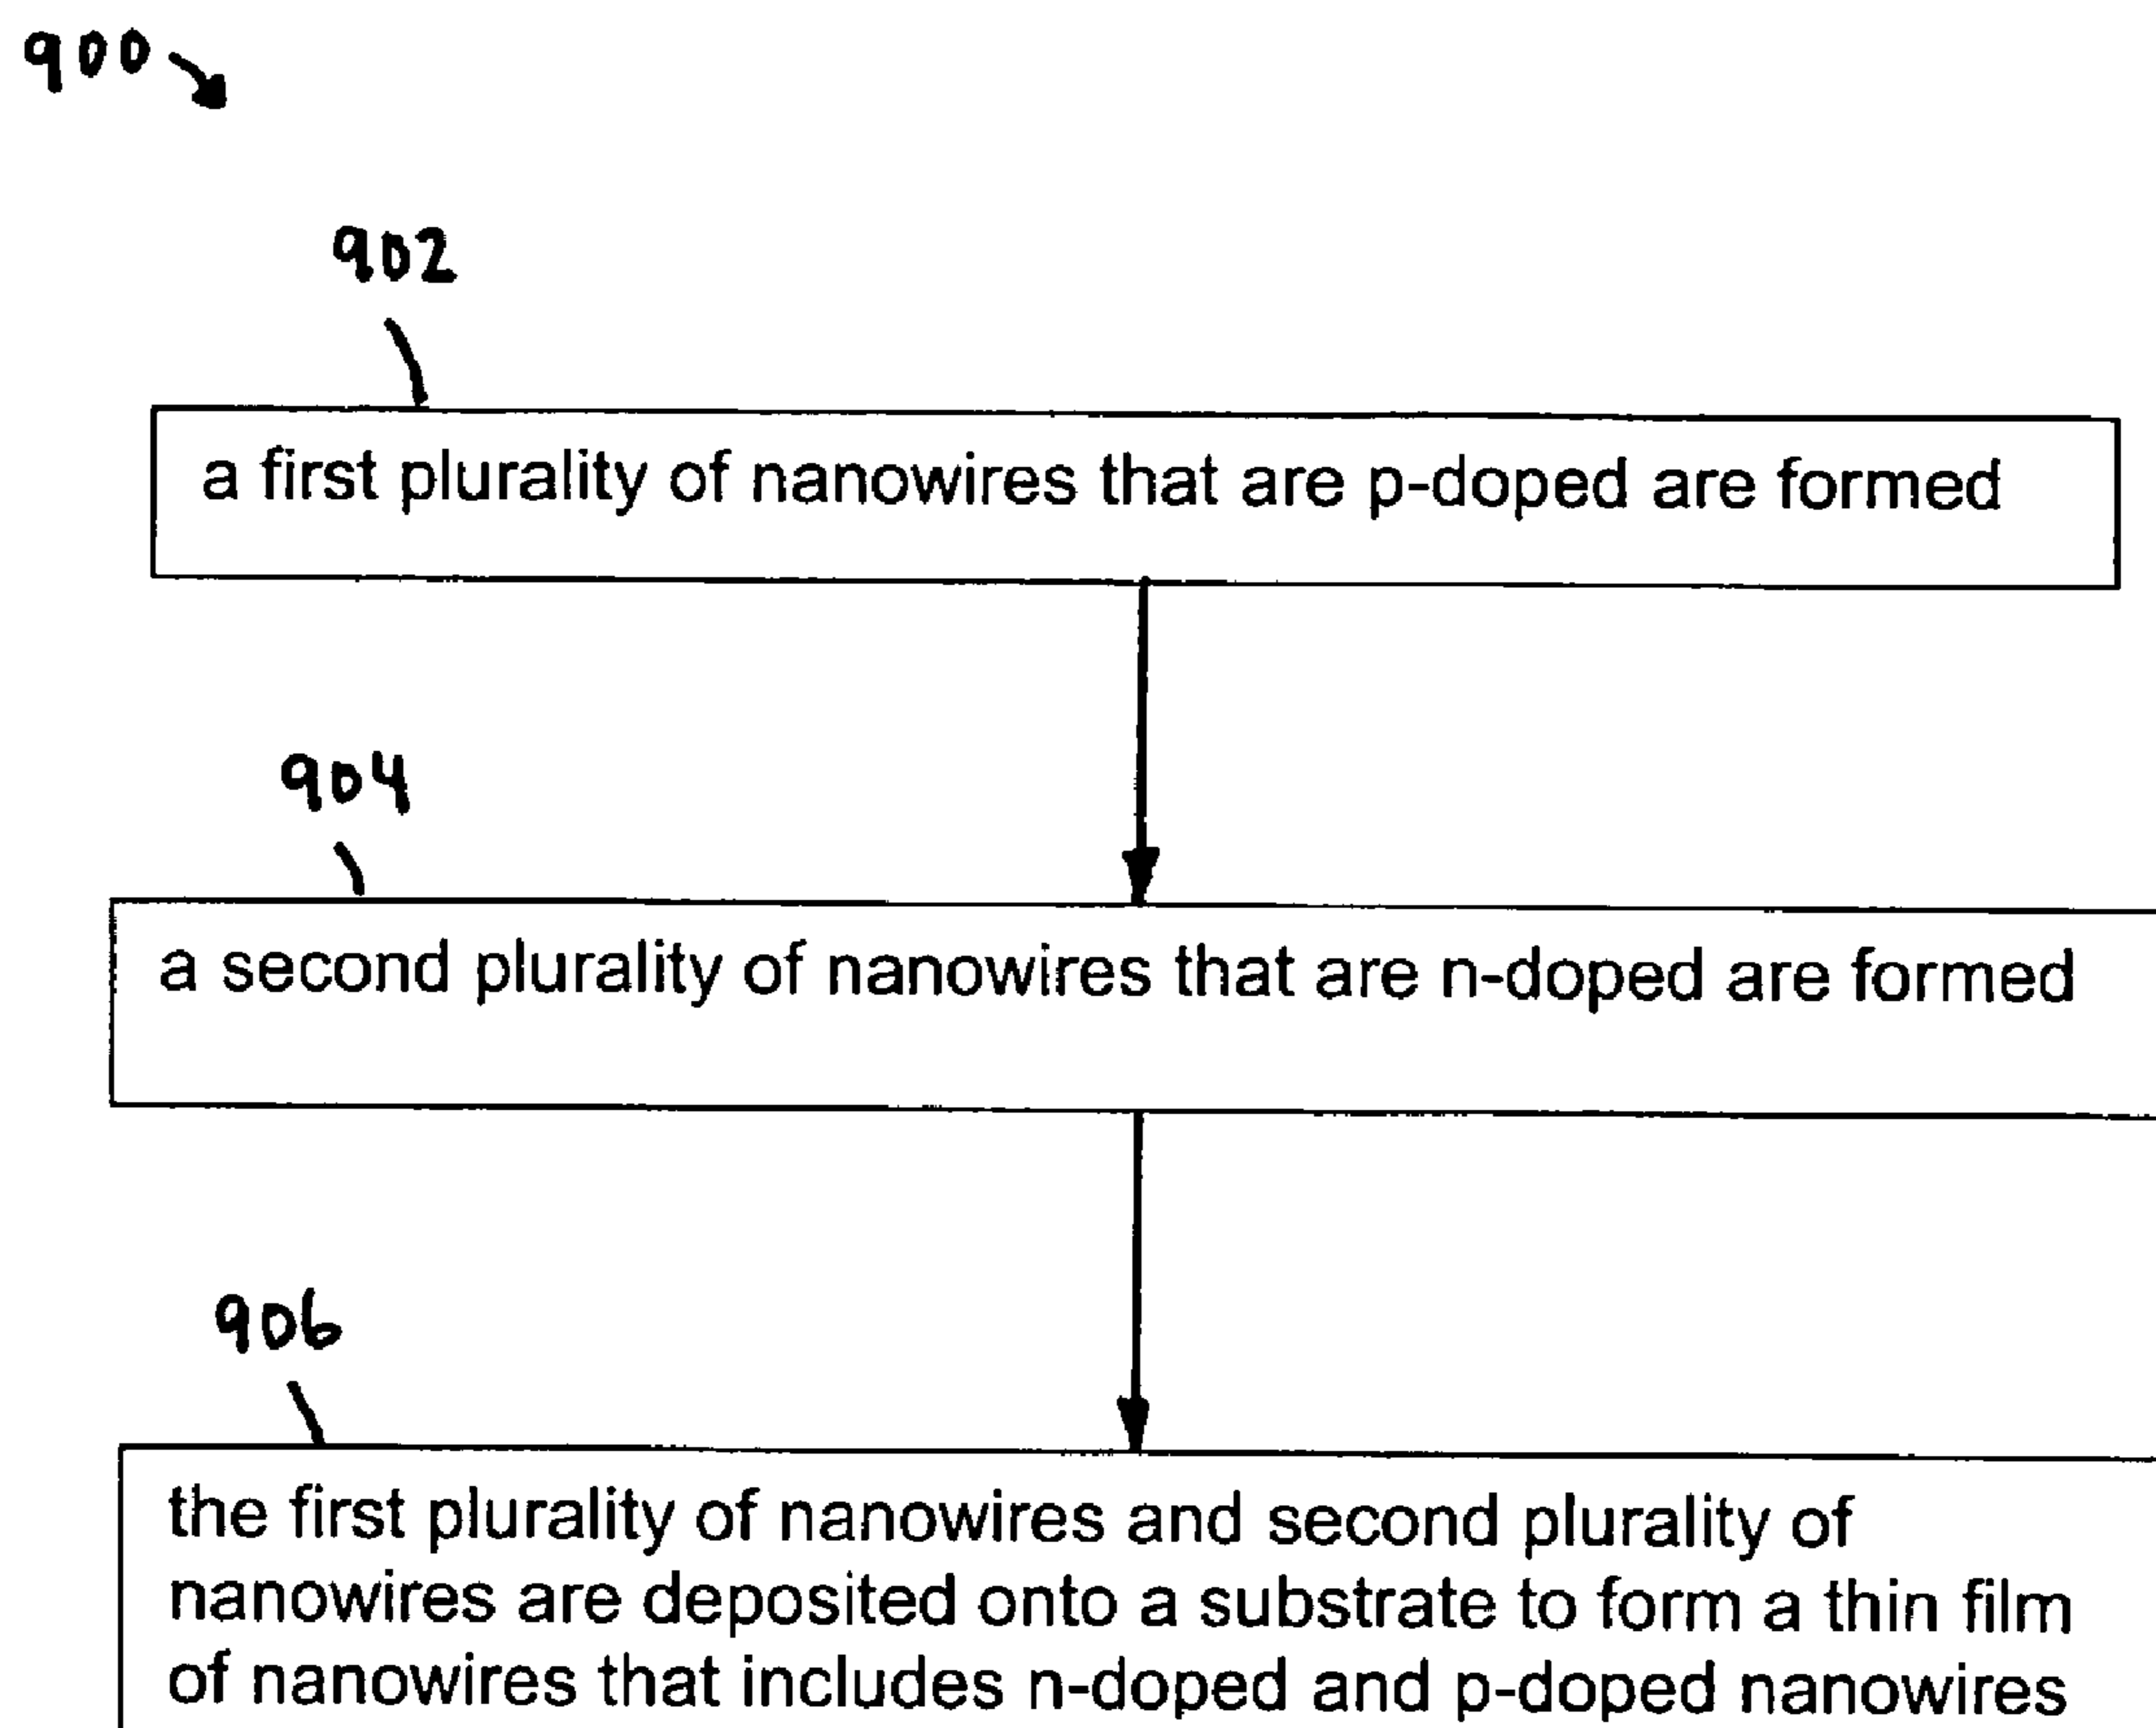 900
902
a first plurality of nanowires that are p-doped are formed
904
a second plurality of nanowires that are n-doped are formed
906
the first plurality of nanowires and second plurality of
nanowires are deposited onto a substrate to form a thin film
of nanowires that includes n-doped and p-doped nanowires